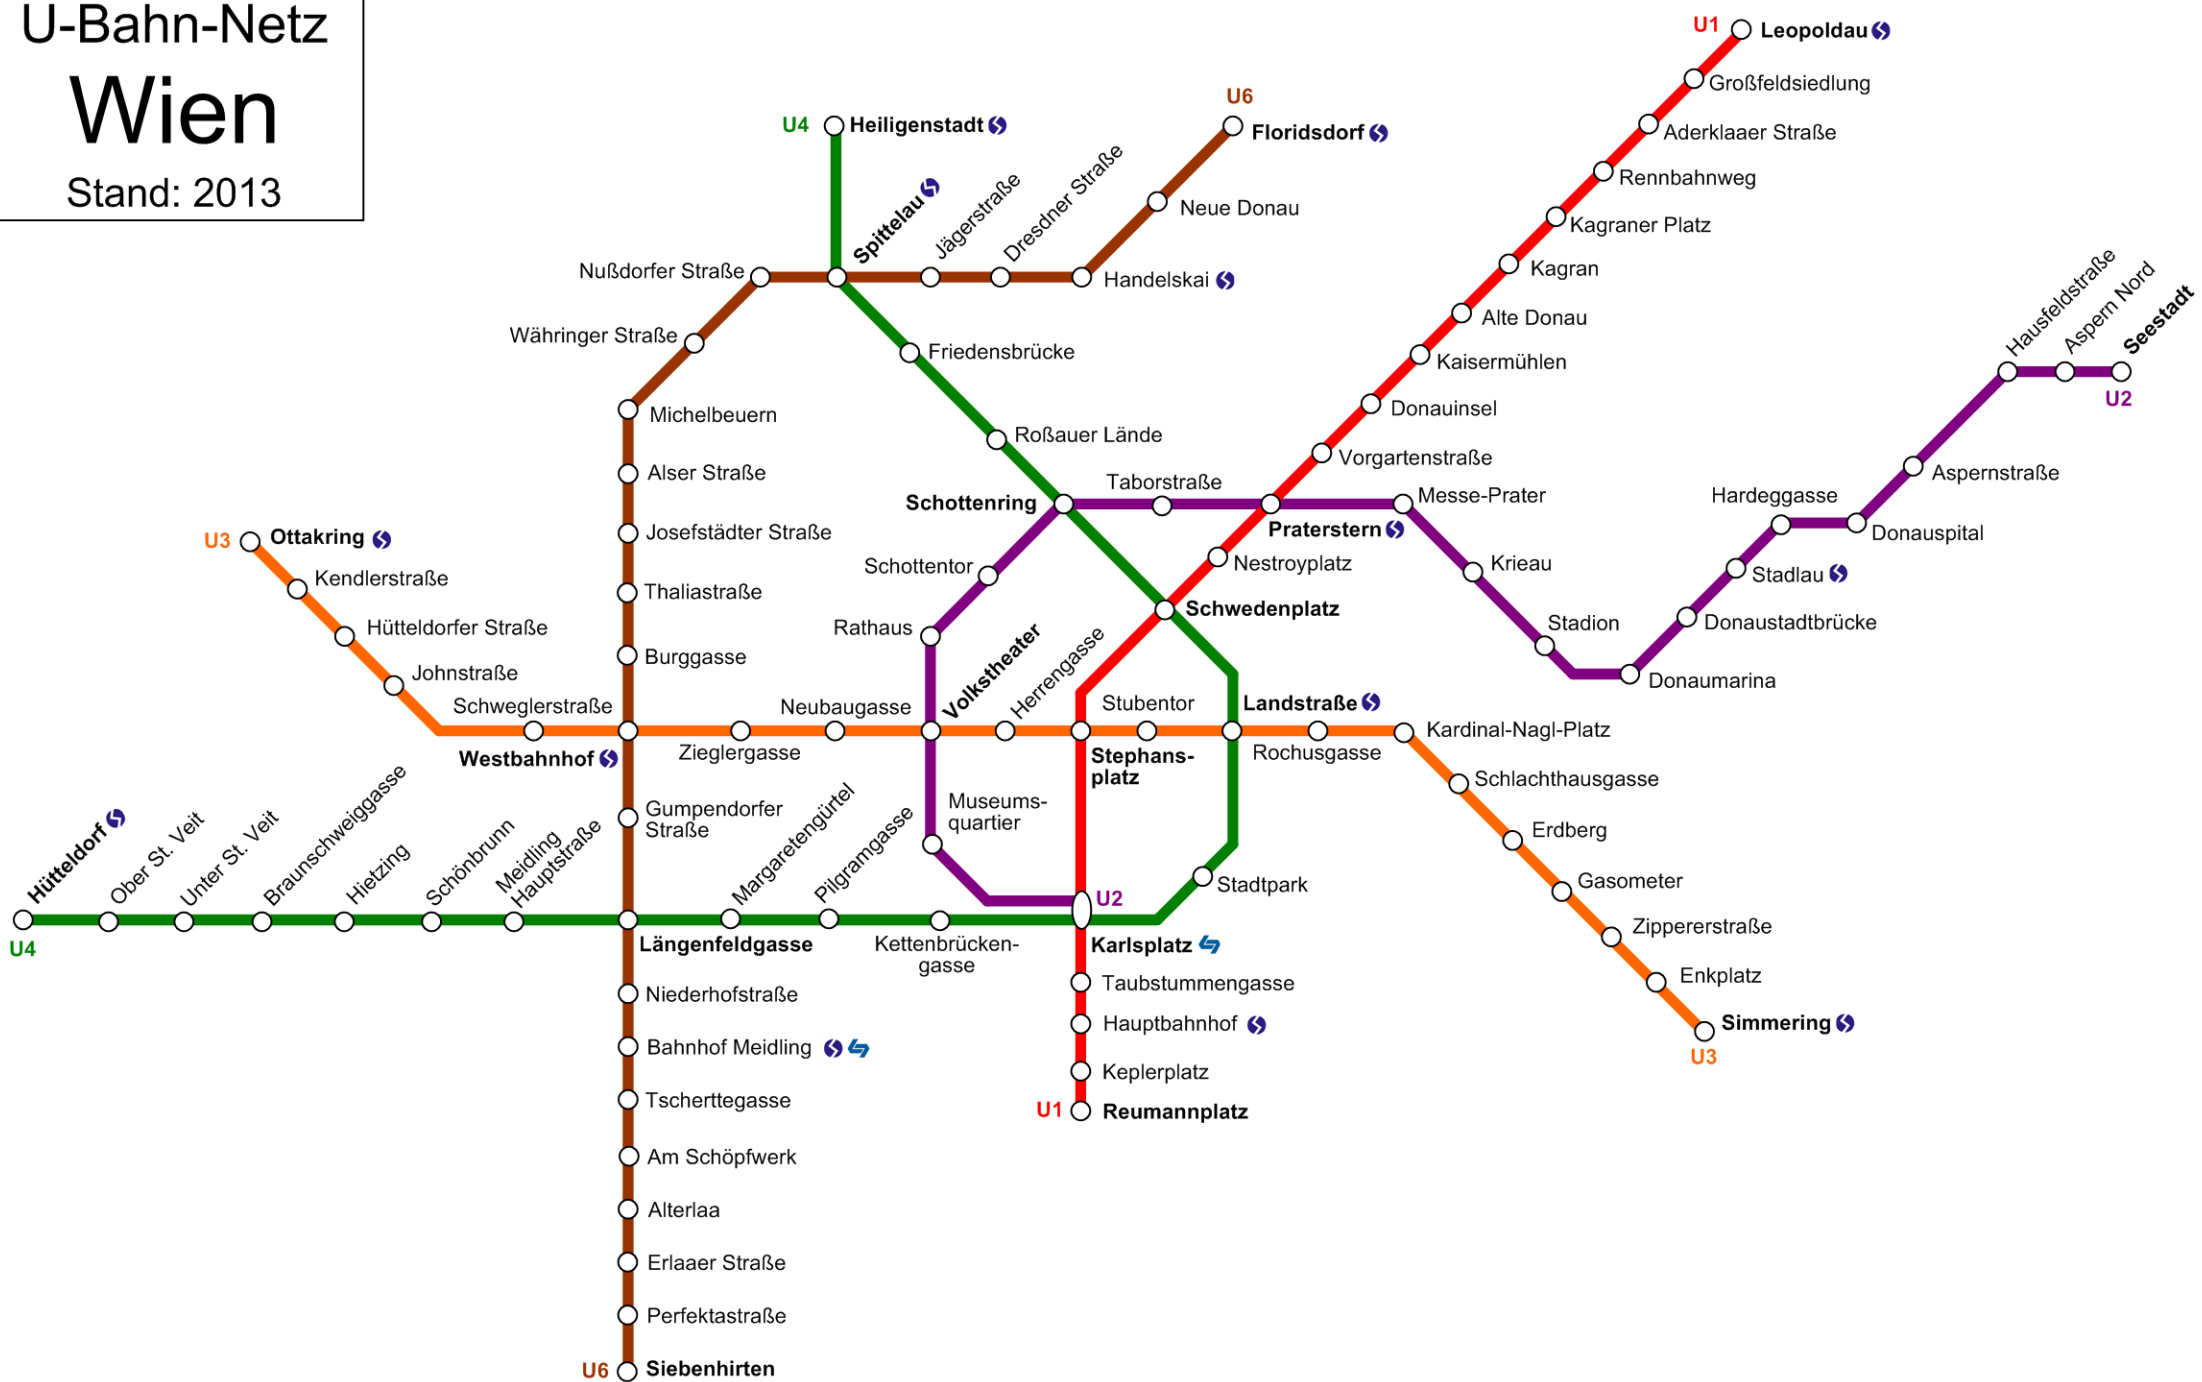 U-Bahn-Netz
Wien
Stand: 2013
U1
Leopoldau
Großfeldsiedlung
Aderklaaer Straße
Rennbahnweg
Kagraner Platz
Kagran
Alte Donau
Kaisermühlen
Donauinsel
Vorgartenstraße
Praterstern
Nestroyplatz
Schwedenplatz
Stephans-
platz
Karlsplatz
Taubstummengasse
Hauptbahnhof
Keplerplatz
U1
Reumannplatz
U4
Heiligenstadt
Spittelau
Friedensbrücke
Roßauer Lände
Schottenring
Landstraße
Stadtpark
Kettenbrücken-
gasse
Pilgramgasse
Margaretengürtel
Längenfeldgasse
Meidling
Hauptstraße
Schönbrunn
Hietzing
Braunschweiggasse
Unter St. Veit
Ober St. Veit
Hütteldorf
U4
U6
Floridsdorf
Neue Donau
Handelskai
Dresdner Straße
Jägerstraße
Nußdorfer Straße
Währinger Straße
Michelbeuern
Alser Straße
Josefstädter Straße
Thaliastraße
Burggasse
Westbahnhof
Gumpendorfer
Straße
Niederhofstraße
Bahnhof Meidling
Tscherttegasse
Am Schöpfwerk
Alterlaa
Erlaaer Straße
Perfektastraße
U6
Siebenhirten
U3
Ottakring
Kendlerstraße
Hütteldorfer Straße
Johnstraße
Schweglerstraße
Zieglergasse
Neubaugasse
Volkstheater
Herrengasse
Stubentor
Rochusgasse
Kardinal-Nagl-Platz
Schlachthausgasse
Erdberg
Gasometer
Zippererstraße
Enkplatz
Simmering
U3
U2
Museums-
quartier
Rathaus
Schottentor
Taborstraße
Messe-Prater
Krieau
Stadion
Donaumarina
Donaustadtbrücke
Stadlau
Hardeggasse
Donauspital
Aspernstraße
Hausfeldstraße
Aspern Nord
Seestadt
U2